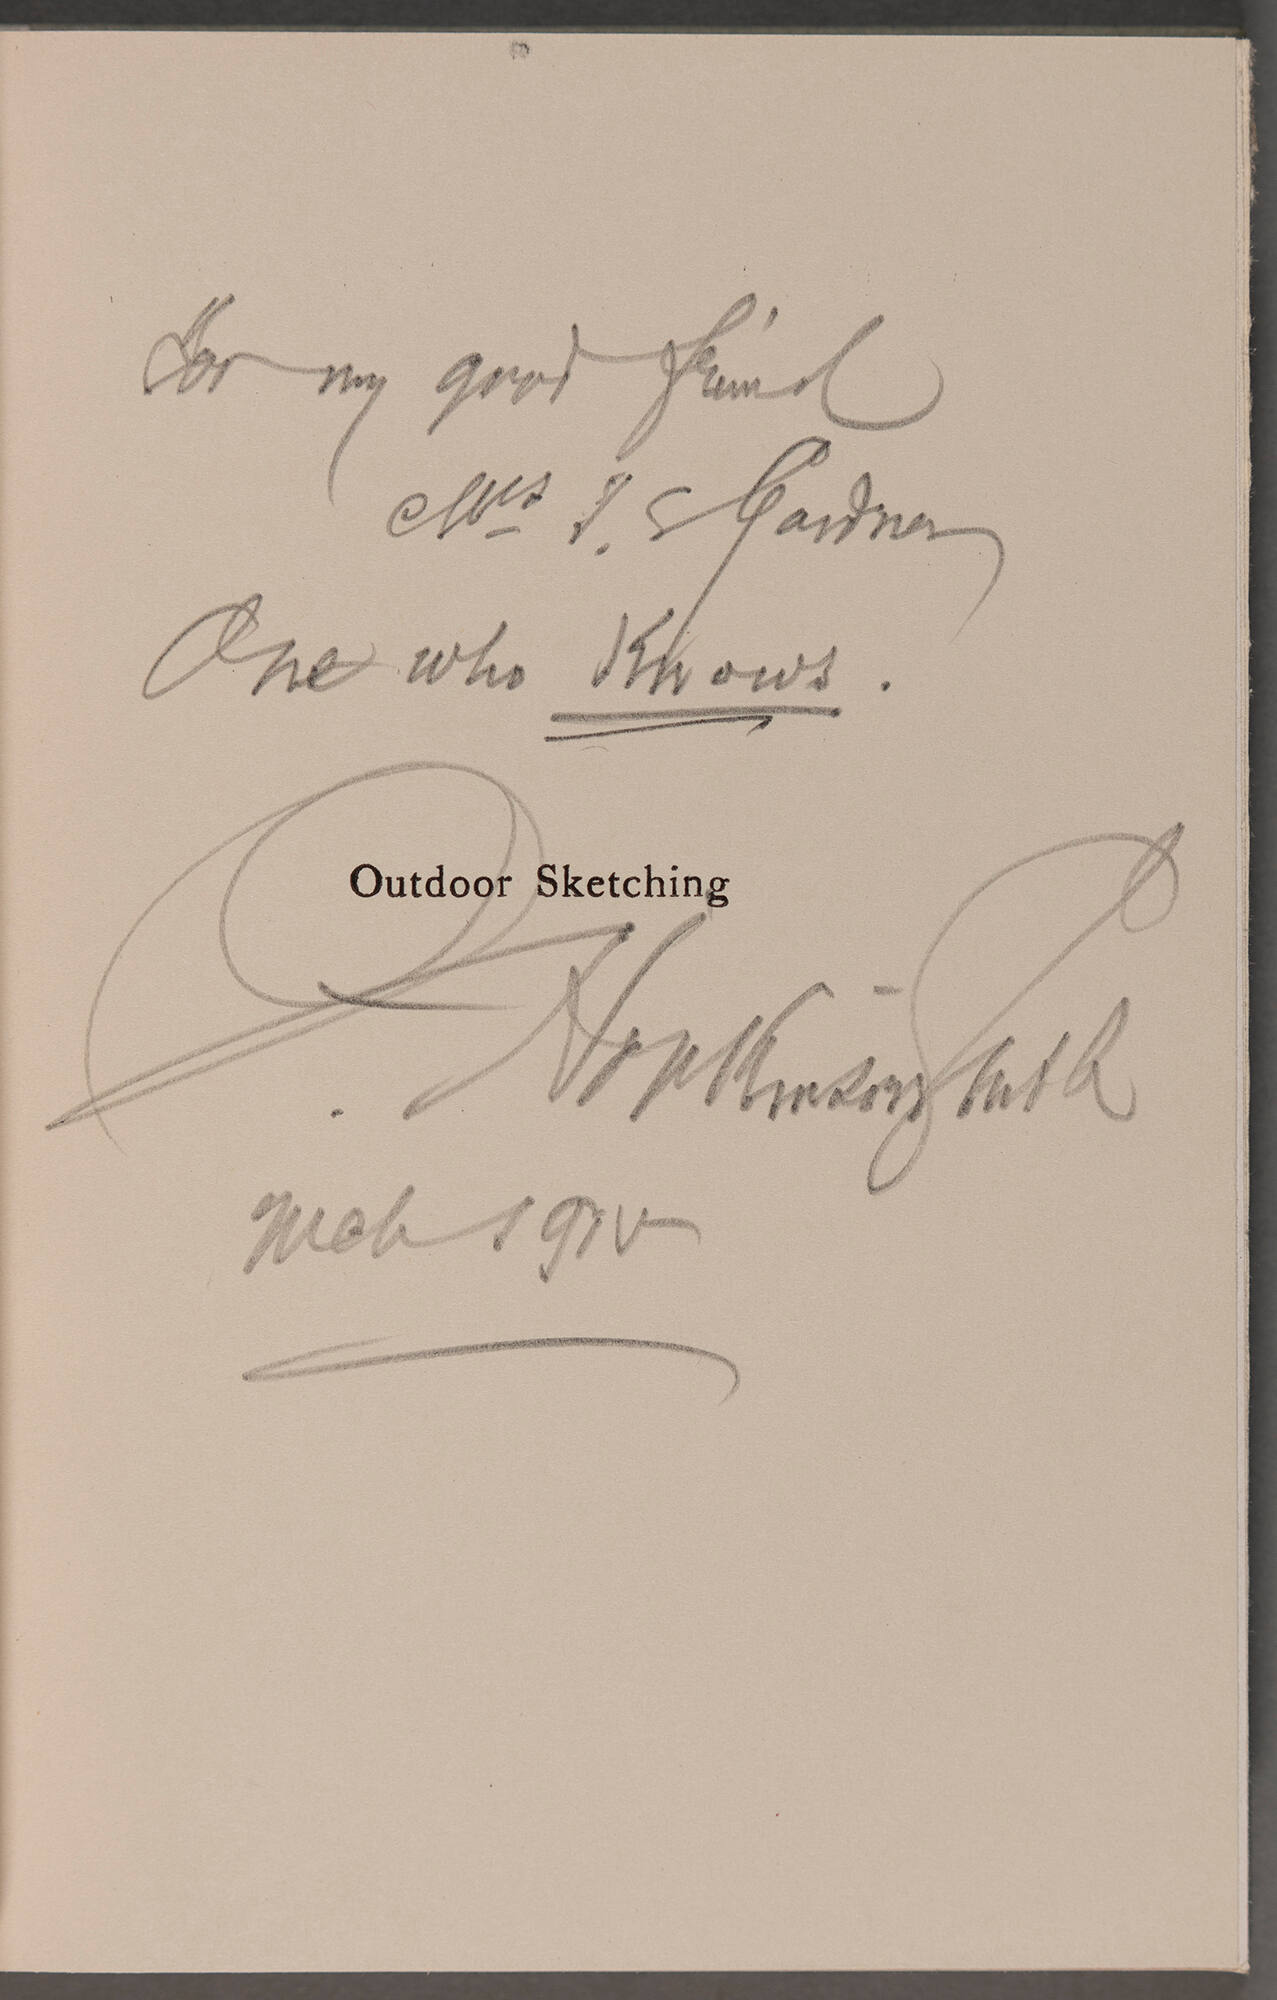 For my good friend
Mrs J. S Gardner
One who Knows.
Outdoor Sketching
F. Hopkinson Smith
Mch 1915